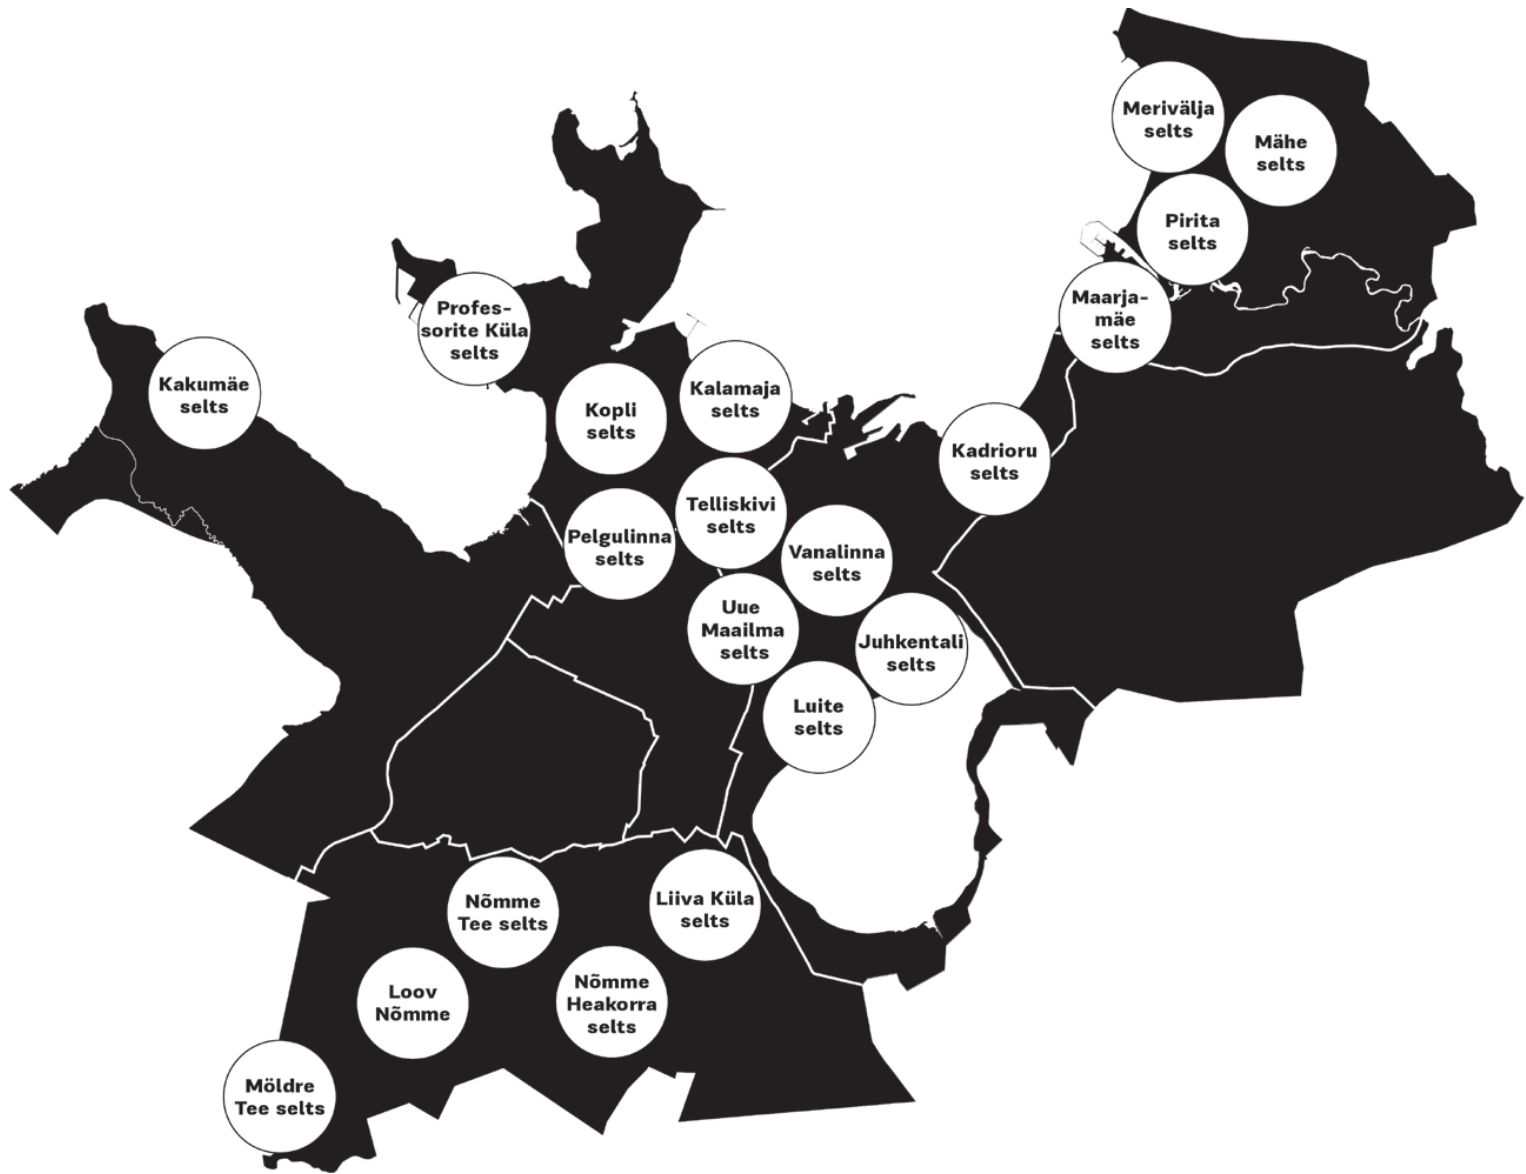 Merivälja
selts
Mähe
selts
Pirita
selts
Maarja-
mäe
selts
Profes-
sorite Küla
selts
Kakumäe
selts
Kopli
selts
Kalamaja
selts
Kadrioru
selts
Telliskivi
selts
Pelgulinna
selts
Vanalinna
selts
Uue
Maailma
selts
Juhkentali
selts
Luite
selts
Nõmme
Tee selts
Liiva Küla
selts
Loov
Nõmme
Nõmme
Heakorra
selts
Möldre
Tee selts